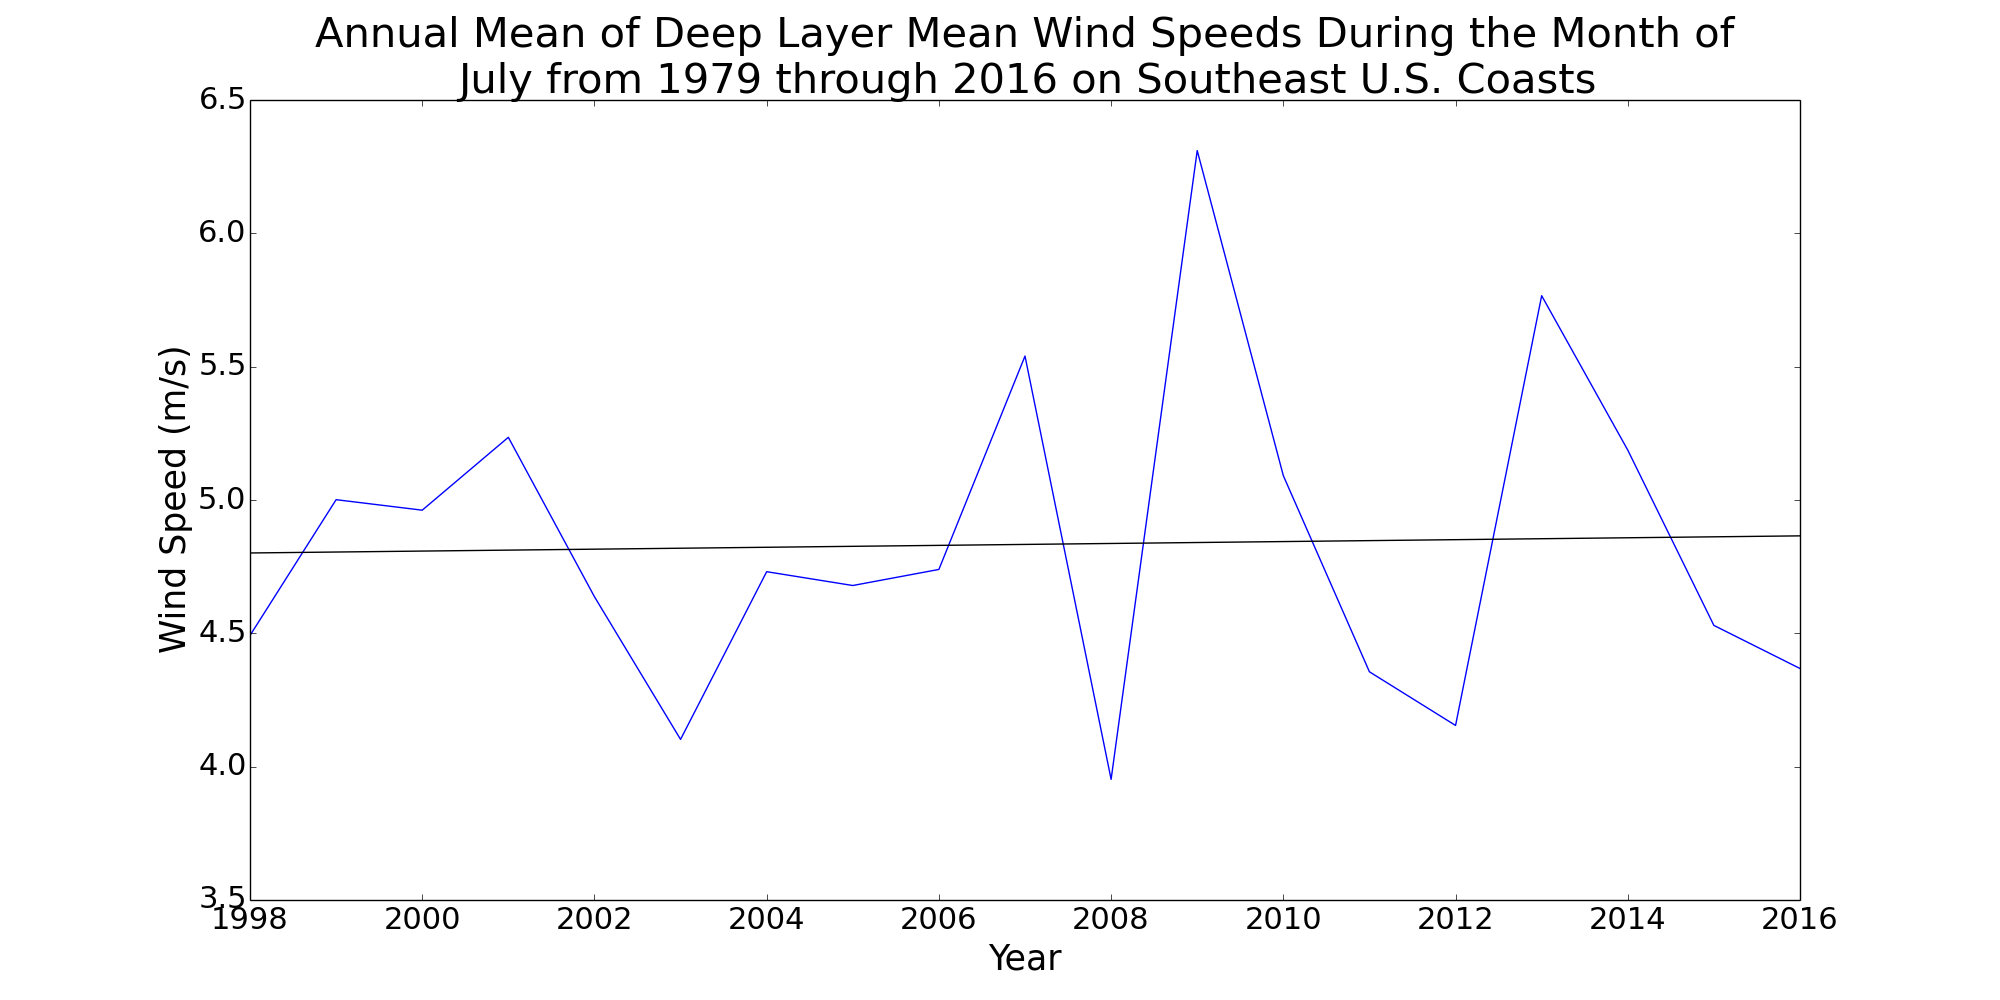 Annual Mean of Deep Layer Mean Wind Speeds During the Month of
July from 1979 through 2016 on Southeast U.S. Coasts
6.5
6.0
5.5
5.0
4.5
4.0
3.5
Wind Speed (m/s)
1998 2000 2002 2004 2006 2008 2010 2012 2014 2016
Year